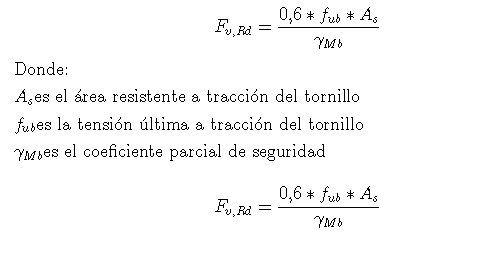 F_{v,Rd} = \frac{0{,}6 * f_{ub} * A_s}{\gamma_{Mb}}
Donde:
A_s es el área resistente a tracción del tornillo
f_{ub} es la tensión última a tracción del tornillo
\gamma_{Mb} es el coeficiente parcial de seguridad
F_{v,Rd} = \frac{0{,}6 * f_{ub} * A_s}{\gamma_{Mb}}